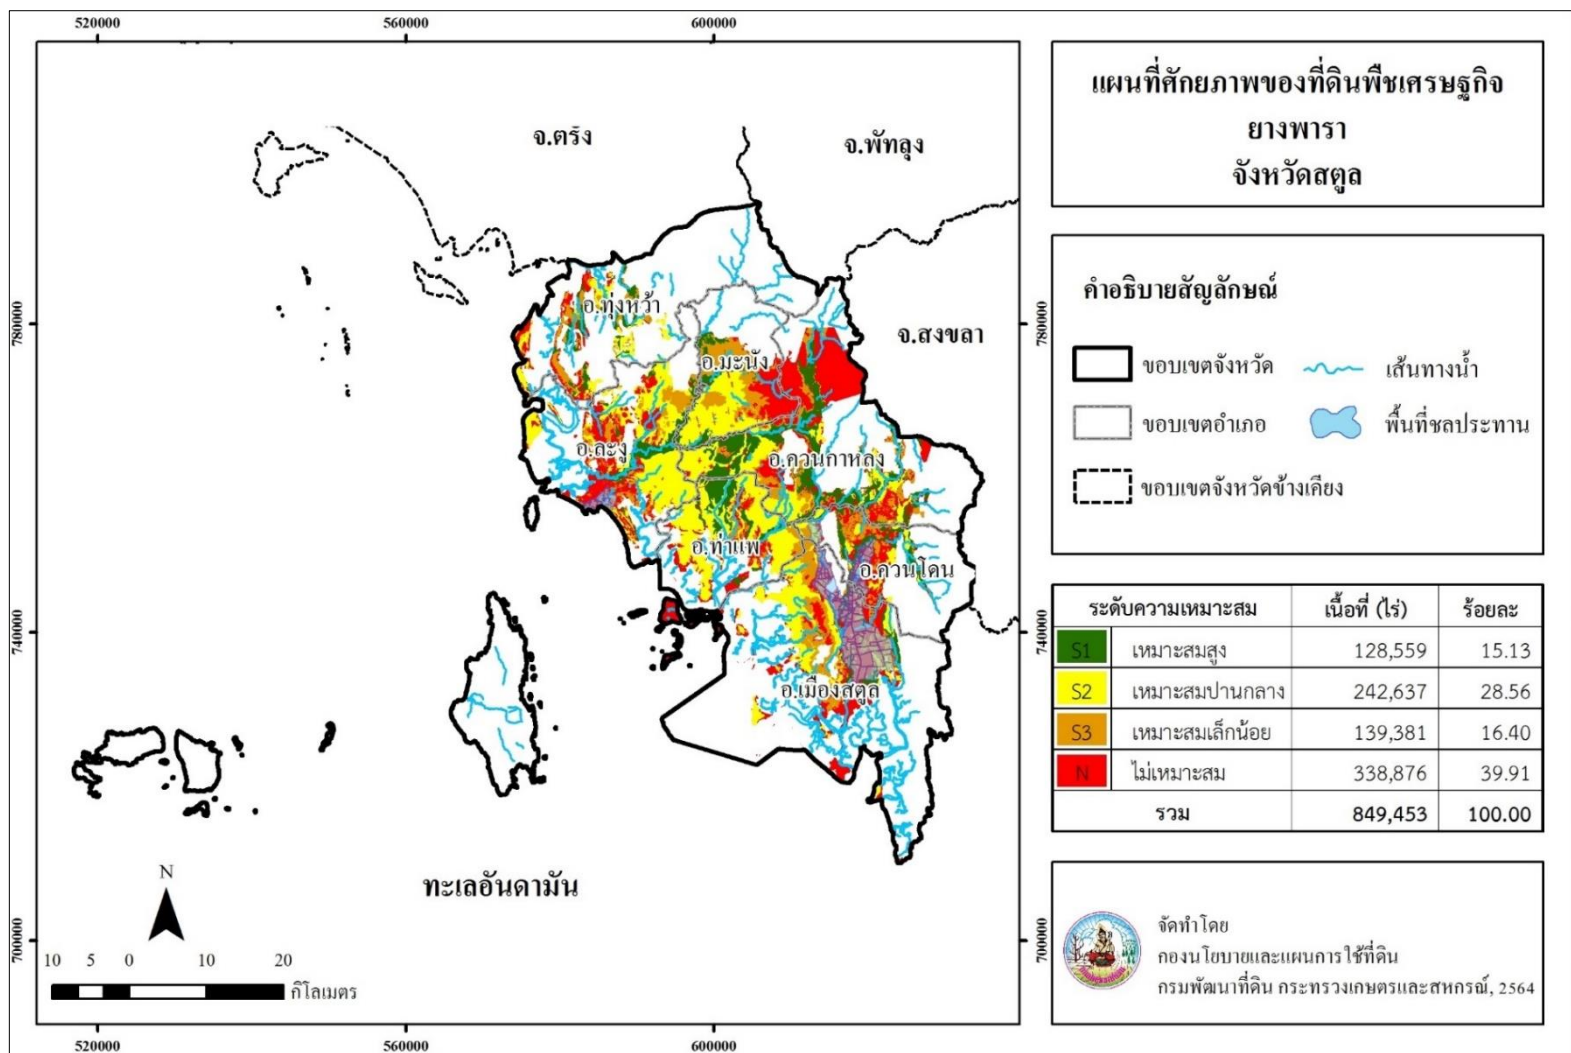 520000
560000
600000
แผนที่ศักยภาพของที่ดินพืชเศรษฐกิจ
ยางพารา
จังหวัดสตูล
จ.ตรัง
จ.พัทลุง
จ.สงขลา
อ.ทุ่งหว้า
อ.มะนัง
อ.ละงู
อ.ควนกาหลง
อ.ท่าแพ
อ.ควนโดน
อ.เมืองสตูล
ทะเลอันดามัน
780000
740000
700000
780000
740000
700000
N
10 5 0 10 20
กิโลเมตร
520000
560000
600000
คำอธิบายสัญลักษณ์
ขอบเขตจังหวัด
เส้นทางน้ำ
ขอบเขตอำเภอ
พื้นที่ชลประทาน
ขอบเขตจังหวัดข้างเคียง
ระดับความเหมาะสม เนื้อที่ (ไร่) ร้อยละ
S1 เหมาะสมสูง 128,559 15.13
S2 เหมาะสมปานกลาง 242,637 28.56
S3 เหมาะสมเล็กน้อย 139,381 16.40
N ไม่เหมาะสม 338,876 39.91
รวม 849,453 100.00
จัดทำโดย
กองนโยบายและแผนการใช้ที่ดิน
กรมพัฒนาที่ดิน กระทรวงเกษตรและสหกรณ์, 2564